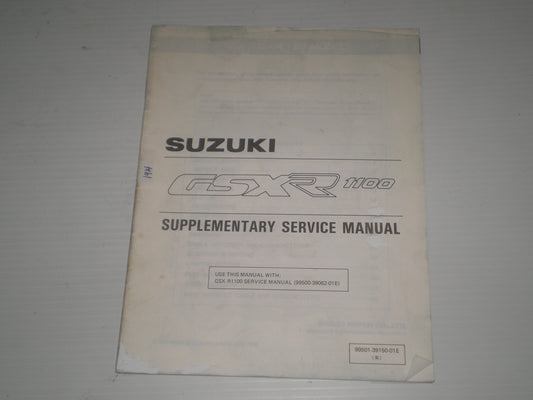 SUZUKI
GSXR 1100
SUPPLEMENTARY SERVICE MANUAL
USE THIS MANUAL WITH:
GSX-R1100 SERVICE MANUAL (99500-39062-01E)
99501-39150-01E